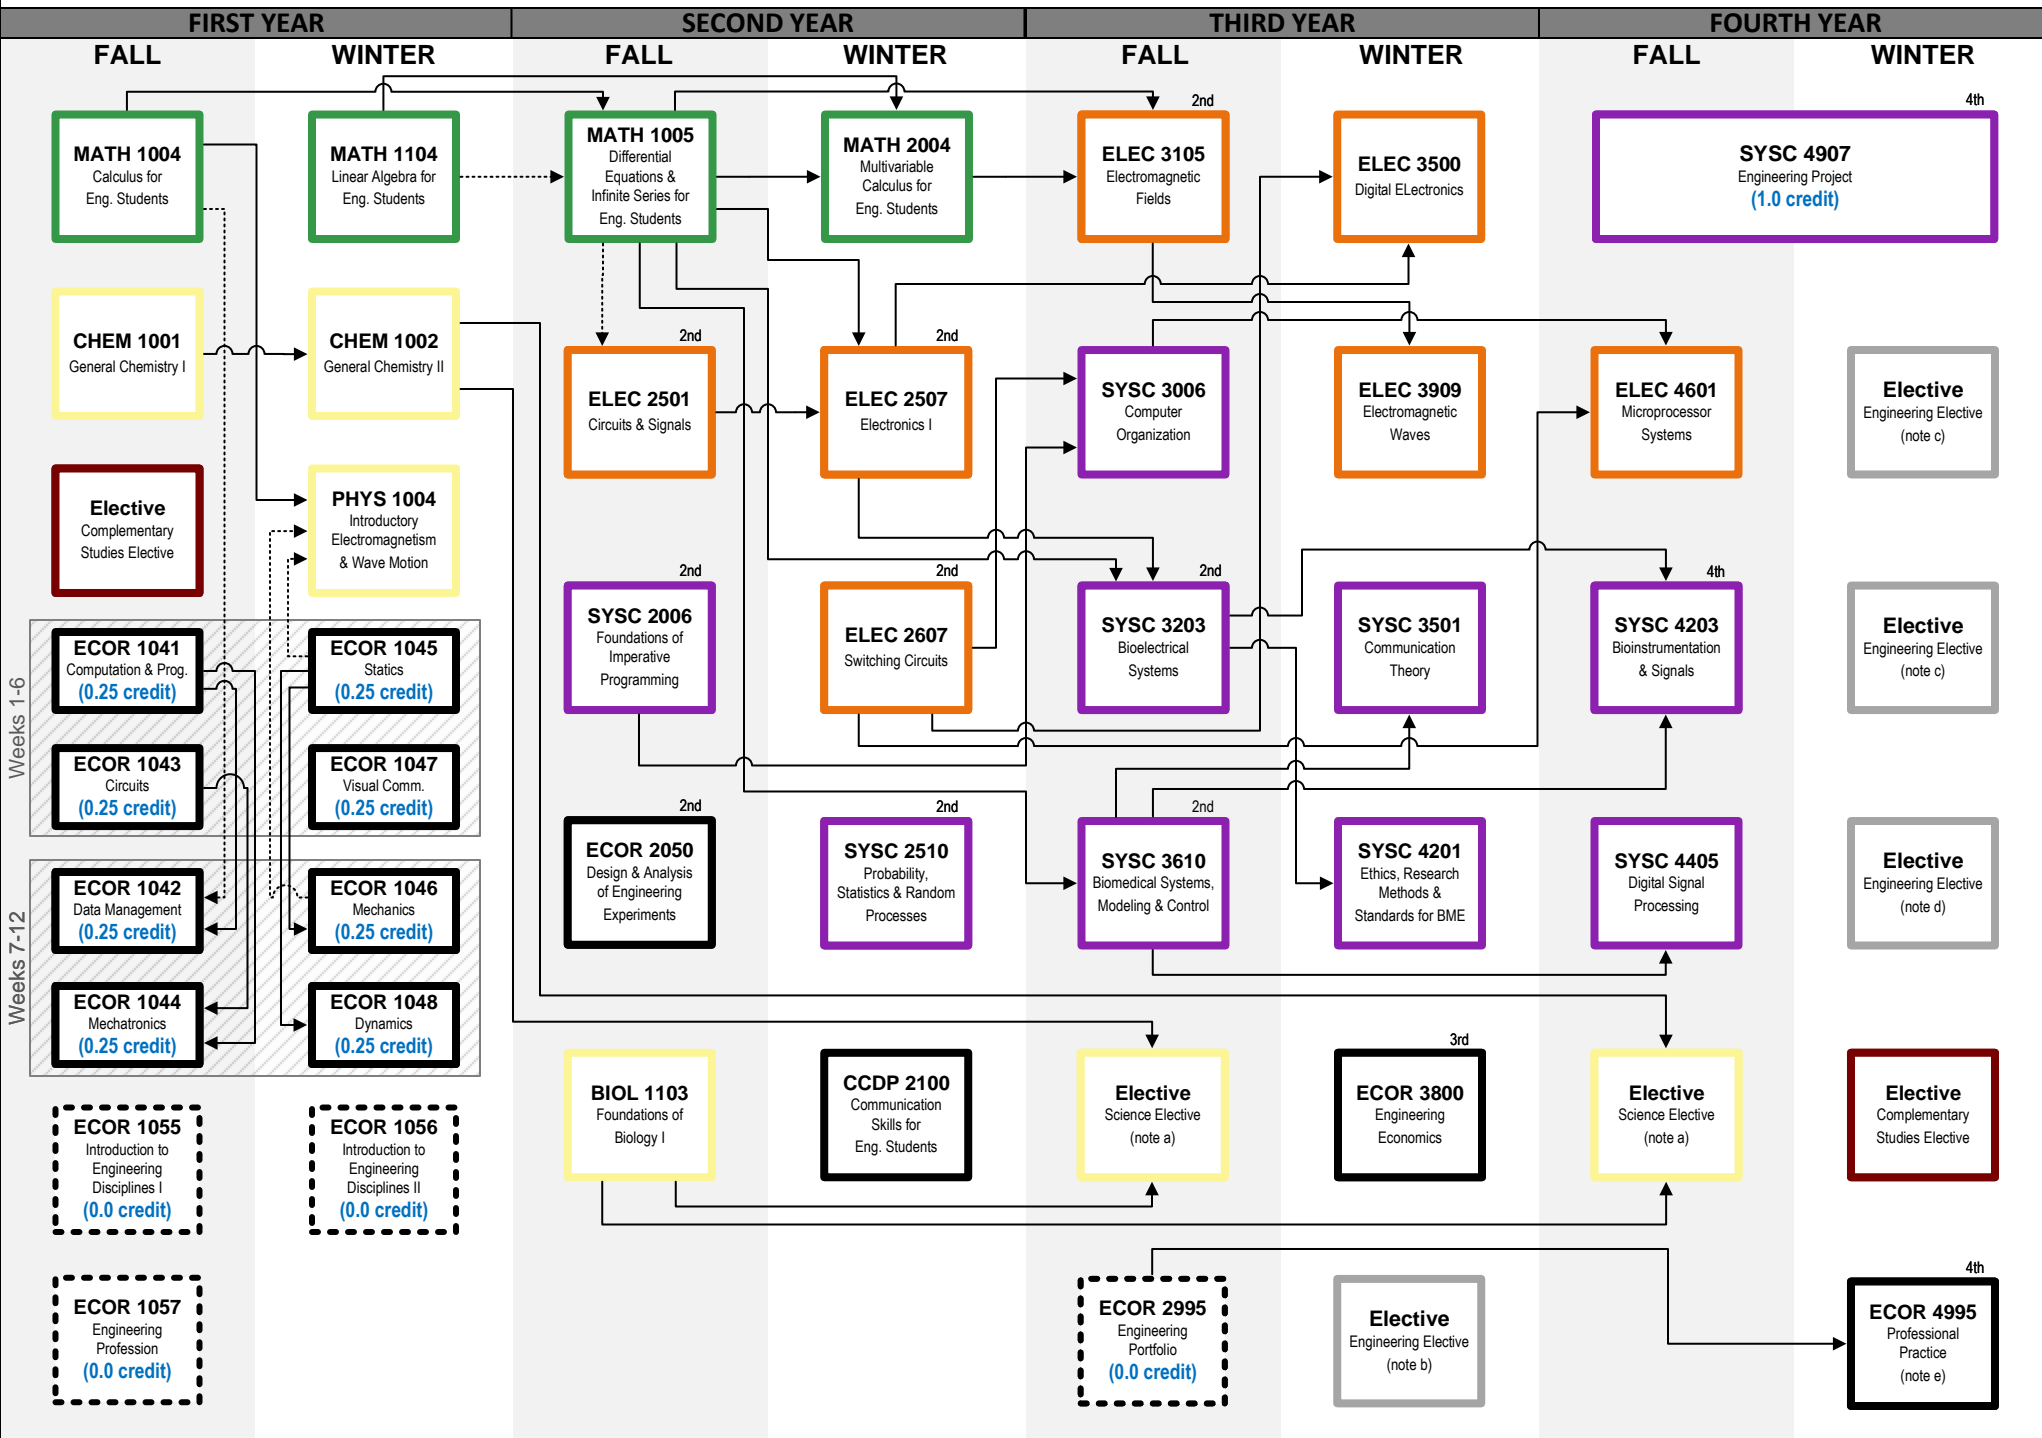 FIRST YEAR
SECOND YEAR
THIRD YEAR
FOURTH YEAR
FALL
WINTER
FALL
WINTER
FALL
WINTER
FALL
WINTER
MATH 1004
Calculus for
Eng. Students
MATH 1104
Linear Algebra for
Eng. Students
MATH 1005
Differential
Equations &
Infinite Series for
Eng. Students
MATH 2004
Multivariable
Calculus for
Eng. Students
2nd
ELEC 3105
Electromagnetic
Fields
ELEC 3500
Digital ELectronics
4th
SYSC 4907
Engineering Project
(1.0 credit)
CHEM 1001
General Chemistry I
CHEM 1002
General Chemistry II
2nd
ELEC 2501
Circuits & Signals
2nd
ELEC 2507
Electronics I
SYSC 3006
Computer
Organization
ELEC 3909
Electromagnetic
Waves
ELEC 4601
Microprocessor
Systems
Elective
Engineering Elective
(note c)
Elective
Complementary
Studies Elective
PHYS 1004
Introductory
Electromagnetism
& Wave Motion
2nd
SYSC 2006
Foundations of
Imperative
Programming
2nd
ELEC 2607
Switching Circuits
2nd
SYSC 3203
Bioelectrical
Systems
SYSC 3501
Communication
Theory
4th
SYSC 4203
Bioinstrumentation
& Signals
Elective
Engineering Elective
(note c)
Weeks 1-6
ECOR 1041
Computation & Prog.
(0.25 credit)
ECOR 1045
Statics
(0.25 credit)
ECOR 1043
Circuits
(0.25 credit)
ECOR 1047
Visual Comm.
(0.25 credit)
2nd
ECOR 2050
Design & Analysis
of Engineering
Experiments
2nd
SYSC 2510
Probability,
Statistics & Random
Processes
2nd
SYSC 3610
Biomedical Systems,
Modeling & Control
SYSC 4201
Ethics, Research
Methods &
Standards for BME
SYSC 4405
Digital Signal
Processing
Elective
Engineering Elective
(note d)
Weeks 7-12
ECOR 1042
Data Management
(0.25 credit)
ECOR 1046
Mechanics
(0.25 credit)
ECOR 1044
Mechatronics
(0.25 credit)
ECOR 1048
Dynamics
(0.25 credit)
BIOL 1103
Foundations of
Biology I
CCDP 2100
Communication
Skills for
Eng. Students
Elective
Science Elective
(note a)
3rd
ECOR 3800
Engineering
Economics
Elective
Science Elective
(note a)
Elective
Complementary
Studies Elective
ECOR 1055
Introduction to
Engineering
Disciplines I
(0.0 credit)
ECOR 1056
Introduction to
Engineering
Disciplines II
(0.0 credit)
ECOR 1057
Engineering
Profession
(0.0 credit)
ECOR 2995
Engineering
Portfolio
(0.0 credit)
Elective
Engineering Elective
(note b)
4th
ECOR 4995
Professional
Practice
(note e)